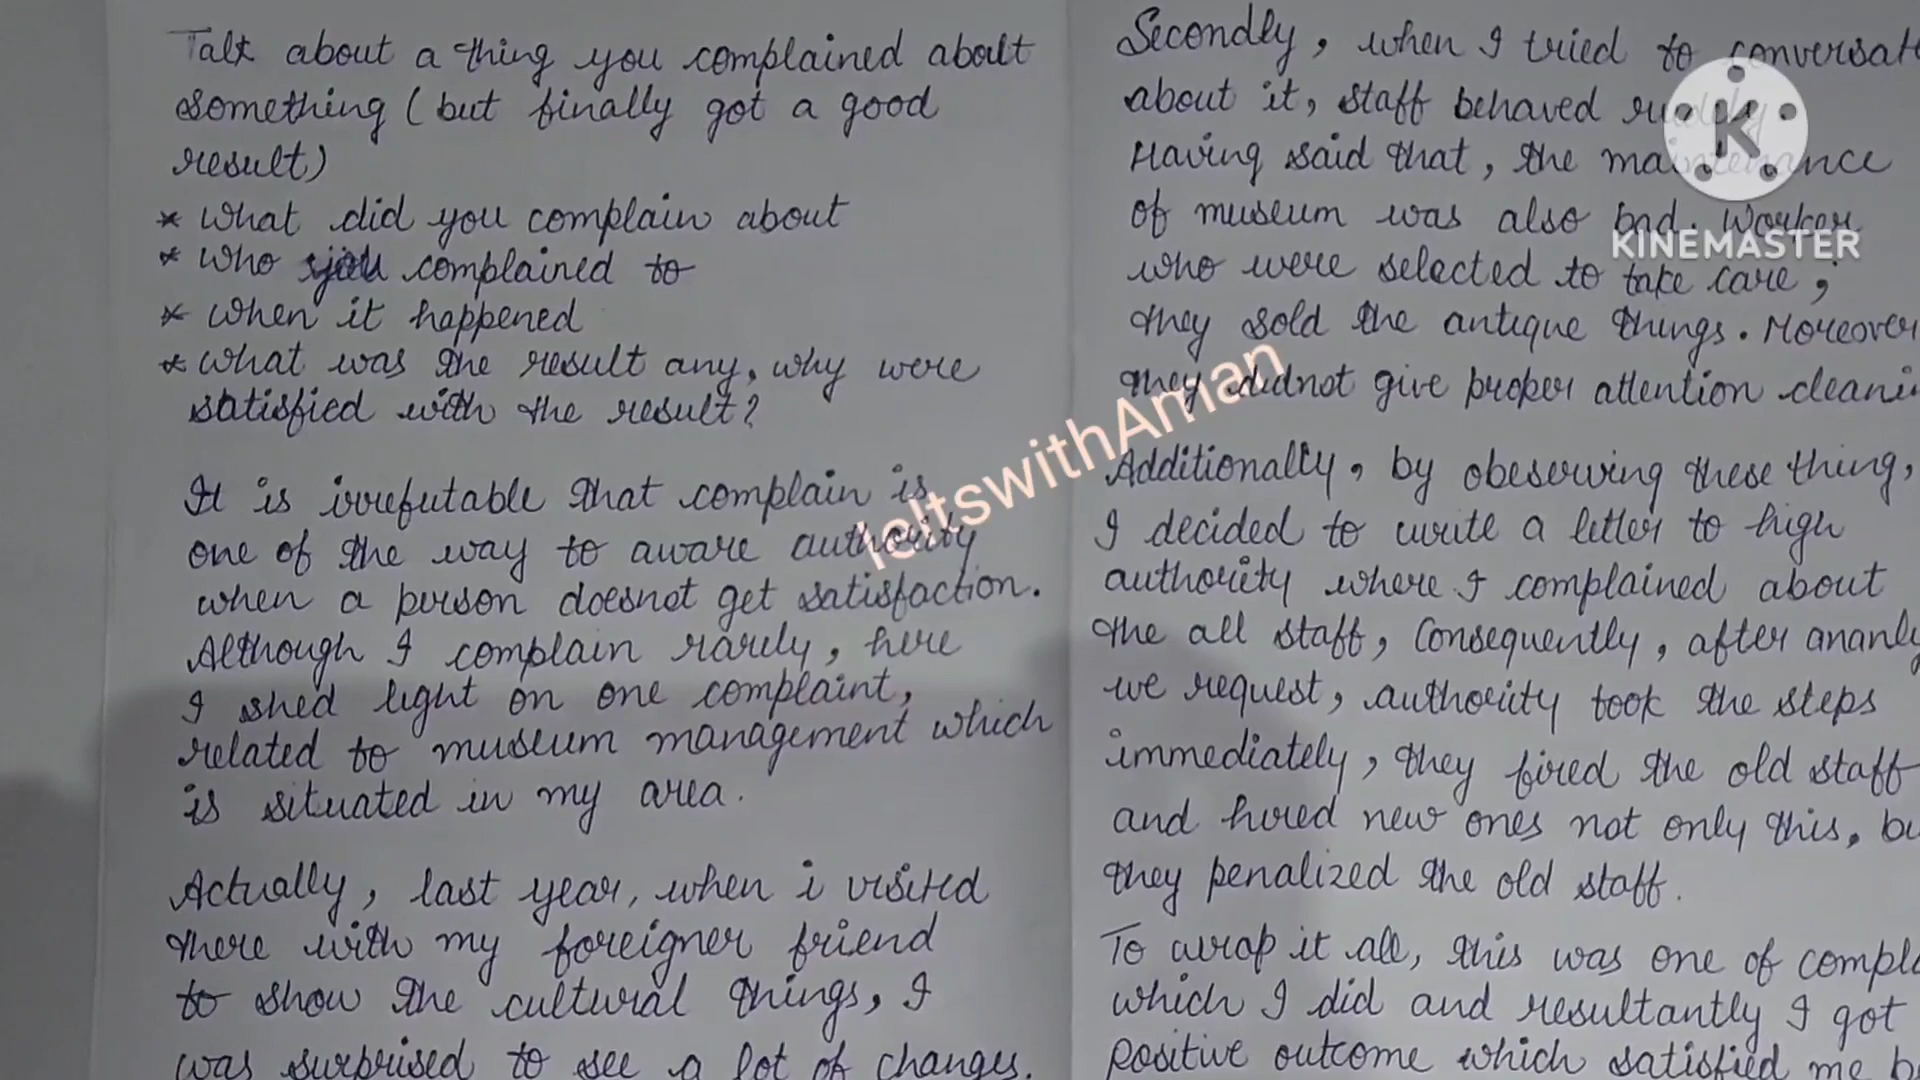 Talk about a thing you complained about
something (but finally got a good
result)
* what did you complain about
* who you complained to
* when it happened
* what was the result any, why were
satisfied with the result?
It is irrefutable that complain is
one of the way to aware authority
when a person doesnot get satisfaction.
Although I complain rarely, here
I shed light on one complaint,
related to museum management which
is situated in my area.
Actually, last year, when i visited
there with my foreigner friend
to show the cultural things, I
was surprised to see a lot of changes.
Secondly, when I tried to conversat
about it, staff behaved
Having said that, the maintenance
of museum was also bad. Worker
who were selected to take care,
they sold the antique things. Moreover
they didnot give proper attention cleani
Additionally, by obeserving these thing,
I decided to write a letter to high
authority where I complained about
the all staff, Consequently, after ananly
we request, authority took the steps
immediately, they fired the old staff
and hired new ones not only this, bu
they penalized the old staff.
To wrap it all, this was one of compla
which I did and resultantly I got
positive outcome which satisfied me b
IeltswithAman
K
KINEMASTER